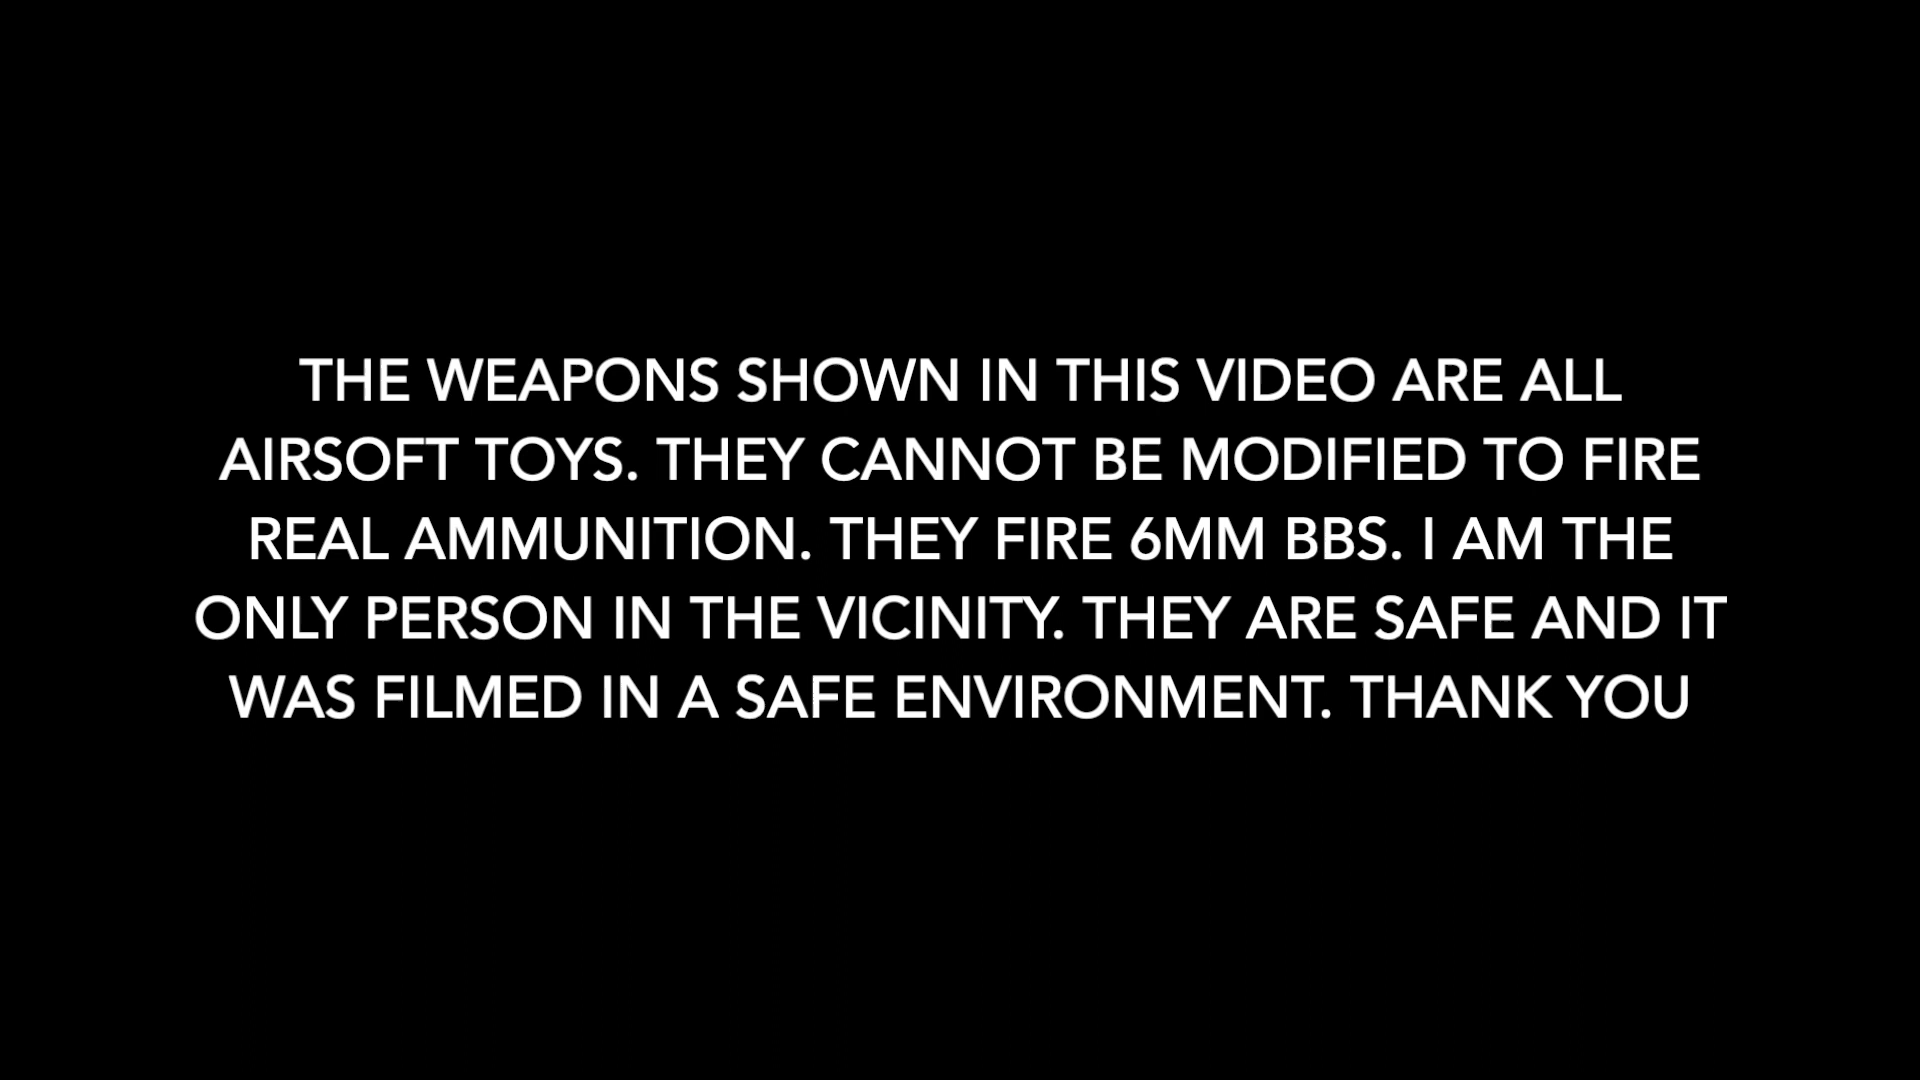 THE WEAPONS SHOWN IN THIS VIDEO ARE ALL
AIRSOFT TOYS. THEY CANNOT BE MODIFIED TO FIRE
REAL AMMUNITION. THEY FIRE 6MM BBS. I AM THE
ONLY PERSON IN THE VICINITY. THEY ARE SAFE AND IT
WAS FILMED IN A SAFE ENVIRONMENT. THANK YOU